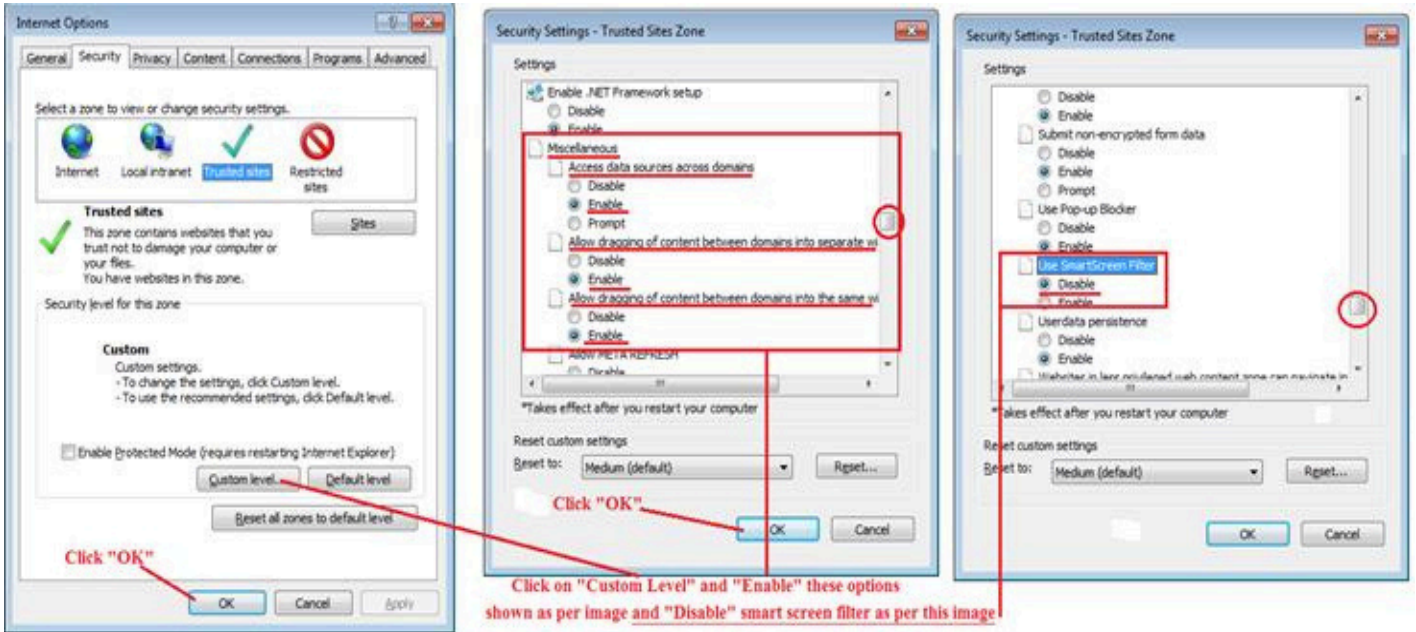 Internet Options
General Security Privacy Content Connections Programs Advanced
Select a zone to view or change security settings.
Internet Local intranet Trusted sites Restricted sites
Trusted sites
Sites
This zone contains websites that you
trust not to damage your computer or
your files.
You have websites in this zone.
Security level for this zone
Custom
Custom settings.
- To change the settings, click Custom level.
- To use the recommended settings, click Default level.
Enable Protected Mode (requires restarting Internet Explorer)
Custom level... Default level
Reset all zones to default level
Click "OK"
OK Cancel Apply
Security Settings - Trusted Sites Zone
Settings
Enable .NET Framework setup
Disable
Enable
Miscellaneous
Access data sources across domains
Disable
Enable
Prompt
Allow dragging of content between domains into separate wi
Disable
Enable
Allow dragging of content between domains into the same wi
Disable
Enable
Allow META REFRESH
Disable
*Takes effect after you restart your computer
Reset custom settings
Reset to: Medium (default) Reset...
Click "OK"
OK Cancel
Security Settings - Trusted Sites Zone
Settings
Disable
Enable
Submit non-encrypted form data
Disable
Enable
Prompt
Use Pop-up Blocker
Disable
Enable
Use SmartScreen Filter
Disable
Enable
Userdata persistence
Disable
Enable
Websites in less privileged web content zone can navigate in
*Takes effect after you restart your computer
Reset custom settings
Reset to: Medium (default) Reset...
OK Cancel
Click on "Custom Level" and "Enable" these options
shown as per image and "Disable" smart screen filter as per this image